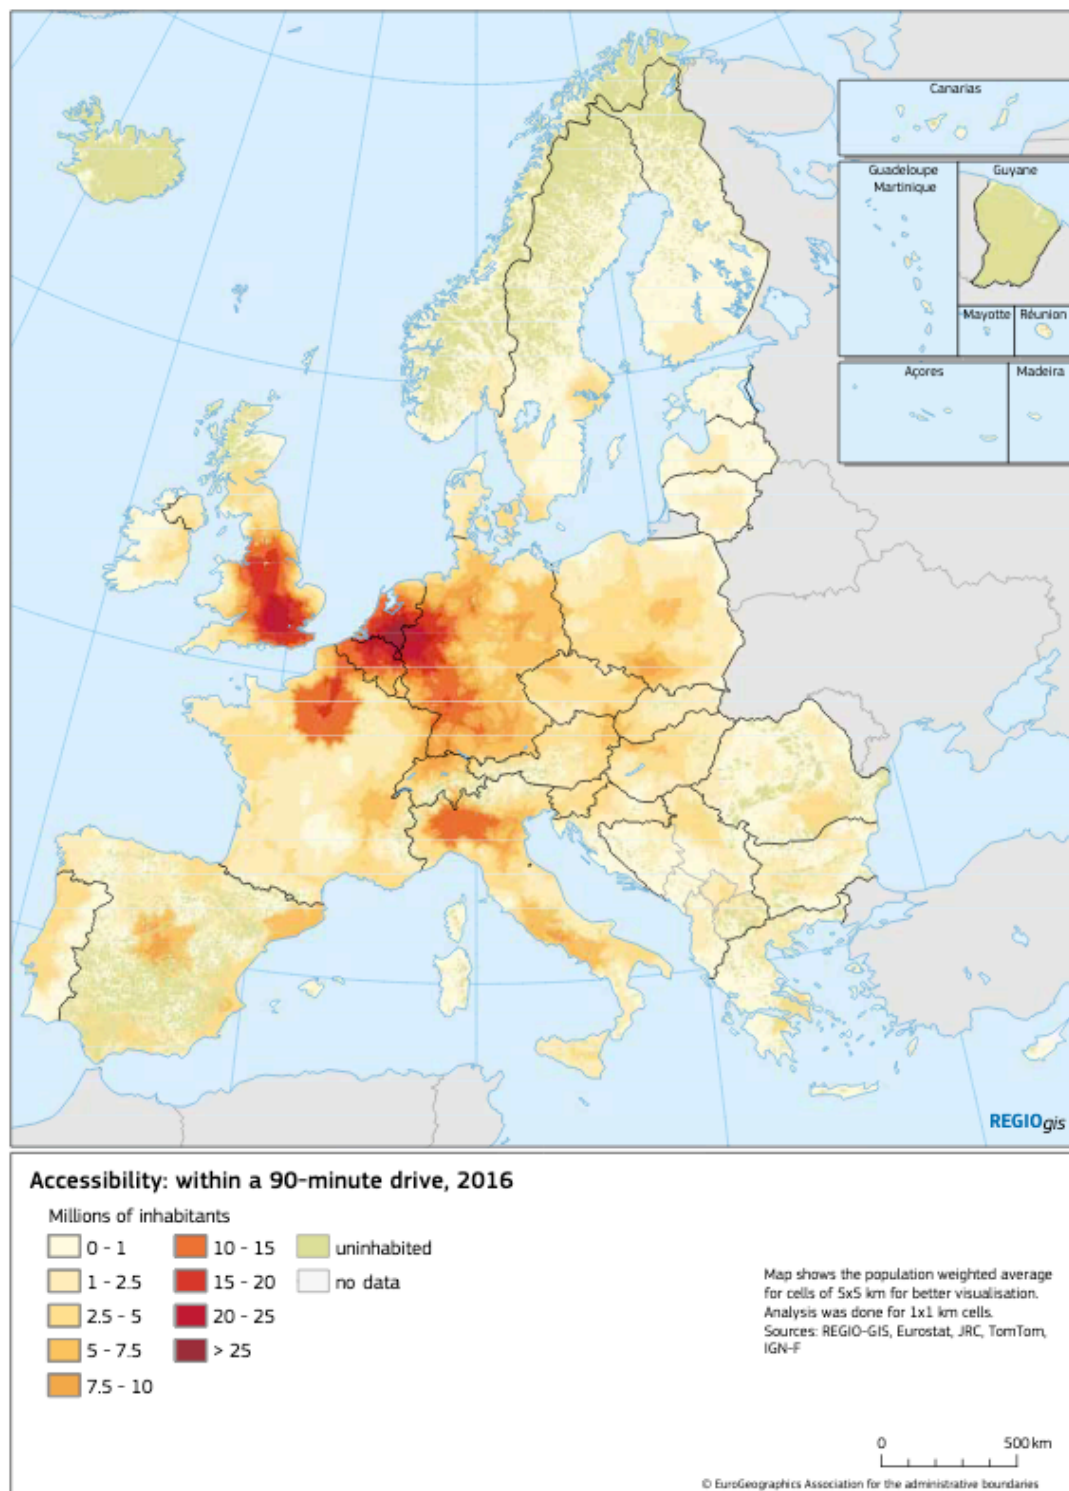 Canarias
Guadeloupe
Martinique
Guyane
Mayotte
Réunion
Açores
Madeira
REGIOgis
Accessibility: within a 90-minute drive, 2016
Millions of inhabitants
0 - 1
1 - 2.5
2.5 - 5
5 - 7.5
7.5 - 10
10 - 15
15 - 20
20 - 25
> 25
uninhabited
no data
Map shows the population weighted average
for cells of 5x5 km for better visualisation.
Analysis was done for 1x1 km cells.
Sources: REGIO-GIS, Eurostat, JRC, TomTom,
IGN-F
0 500 km
© EuroGeographics Association for the administrative boundaries